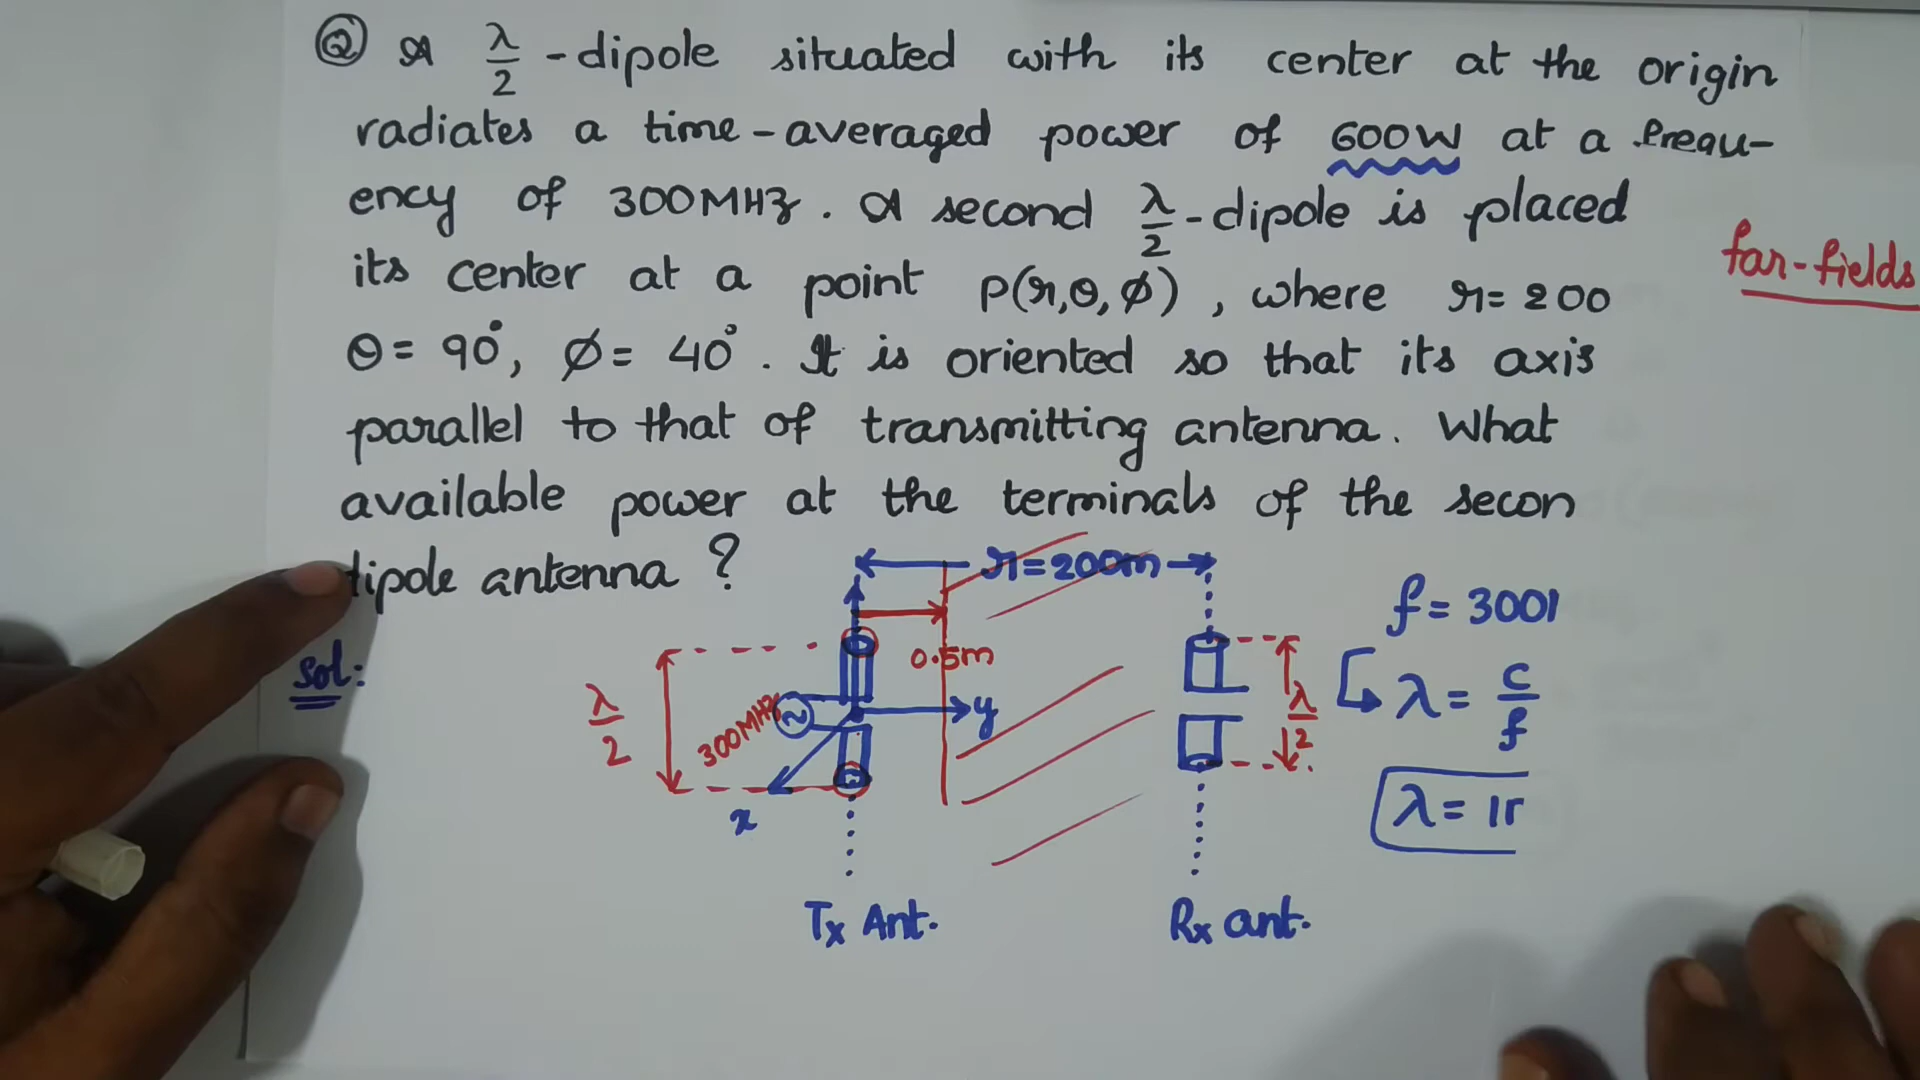 Q A λ/2 - dipole situated with its center at the origin
radiates a time-averaged power of 600W at a frequ-
ency of 300MHz. A second λ/2 - dipole is placed
its center at a point P(r,θ,φ), where r= 200
θ= 90°, φ= 40°. It is oriented so that its axis
parallel to that of transmitting antenna. What
available power at the terminals of the secon
dipole antenna ?
far-fields
Sol:
r=200m
0.5m
λ/2
300MHz
y
x
λ/2
Tx Ant.
Rx ant.
f= 300
λ= c/f
λ= 1